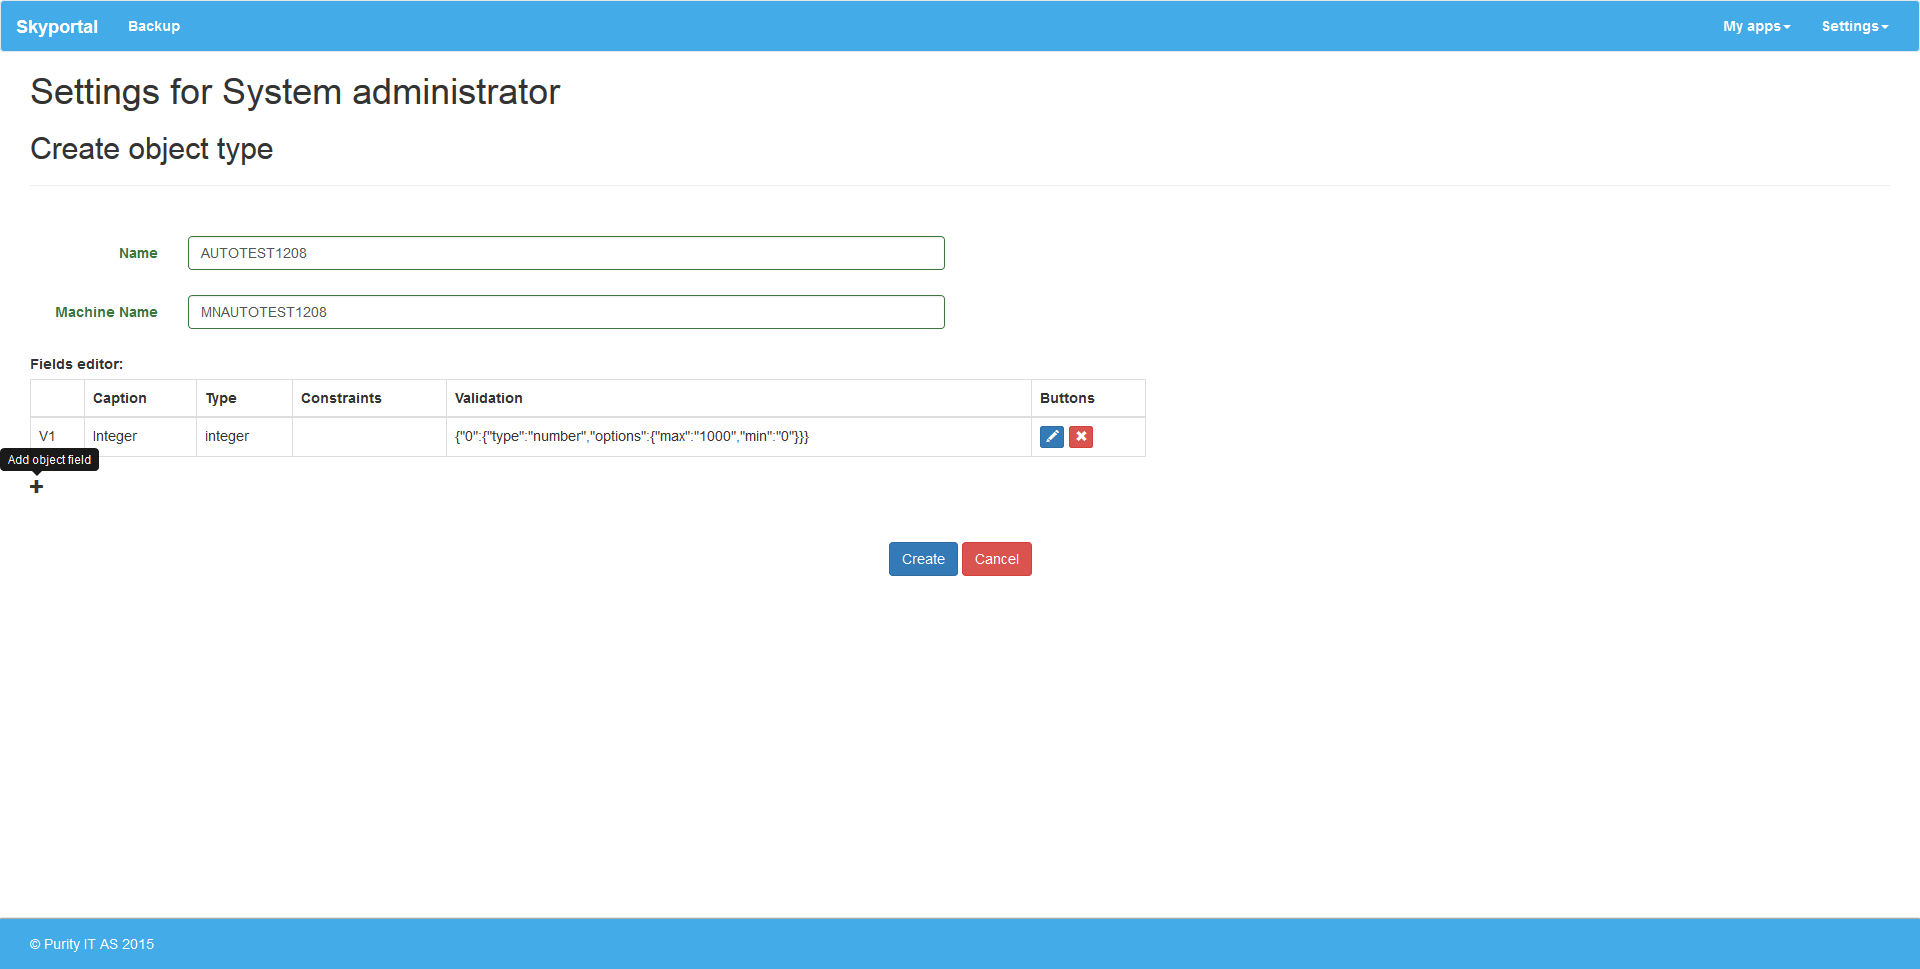 Skyportal Backup My apps Settings
Settings for System administrator
Create object type
Name AUTOTEST1208
Machine Name MNAUTOTEST1208
Fields editor:
Caption Type Constraints Validation Buttons
V1 Integer integer {"0":{"type":"number","options":{"max":"1000","min":"0"}}}
Add object field
Create Cancel
© Purity IT AS 2015